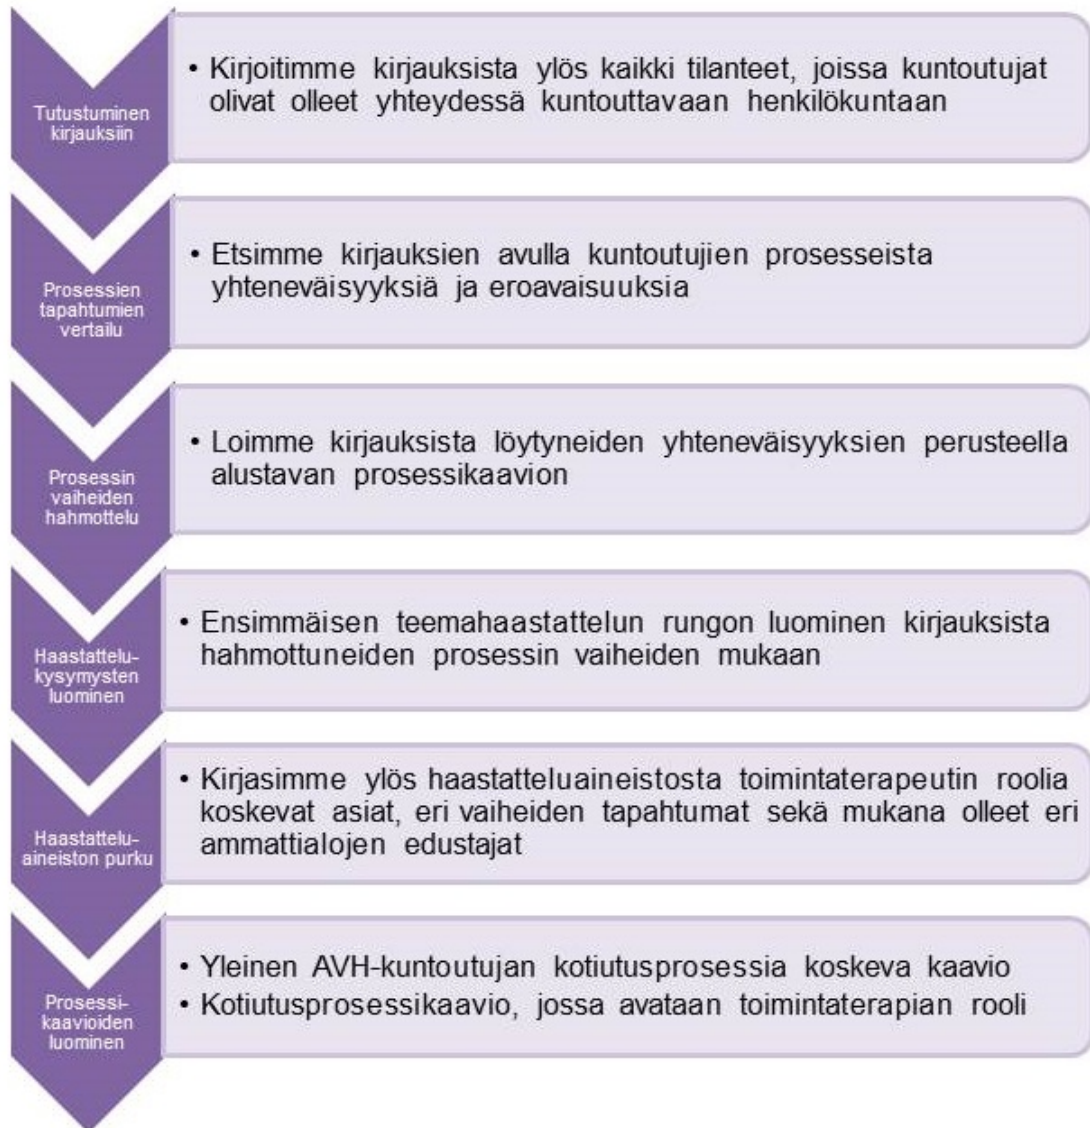 Tutustuminen
kirjauksiin
• Kirjoitimme kirjauksista ylös kaikki tilanteet, joissa kuntoutujat
olivat olleet yhteydessä kuntouttavaan henkilökuntaan
Prosessien
tapahtumien
vertailu
• Etsimme kirjauksien avulla kuntoutujien prosesseista
yhteneväisyyksiä ja eroavaisuuksia
Prosessin
vaiheiden
hahmottelu
• Loimme kirjauksista löytyneiden yhteneväisyyksien perusteella
alustavan prosessikaavion
Haastattelu-
kysymysten
luominen
• Ensimmäisen teemahaastattelun rungon luominen kirjauksista
hahmottuneiden prosessin vaiheiden mukaan
Haastattelu-
aineiston purku
• Kirjasimme ylös haastatteluaineistosta toimintaterapeutin roolia
koskevat asiat, eri vaiheiden tapahtumat sekä mukana olleet eri
ammattialojen edustajat
Prosessi-
kaavioiden
luominen
• Yleinen AVH-kuntoutujan kotiutusprosessia koskeva kaavio
• Kotiutusprosessikaavio, jossa avataan toimintaterapian rooli